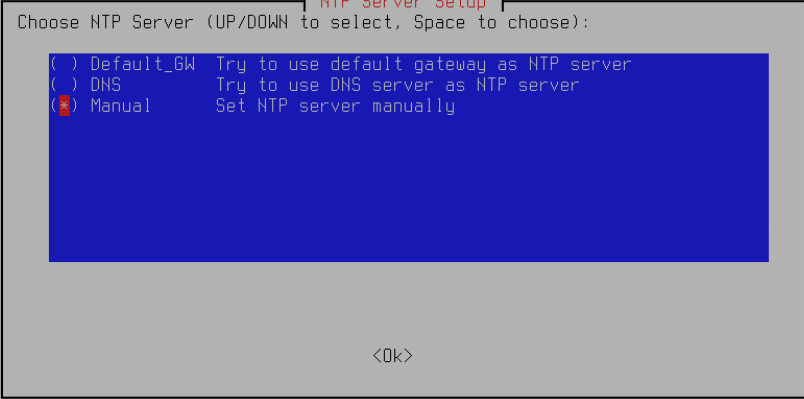 NTP Server Setup
Choose NTP Server (UP/DOWN to select, Space to choose):
( ) Default_GW  Try to use default gateway as NTP server
( ) DNS         Try to use DNS server as NTP server
(*) Manual      Set NTP server manually
<Ok>